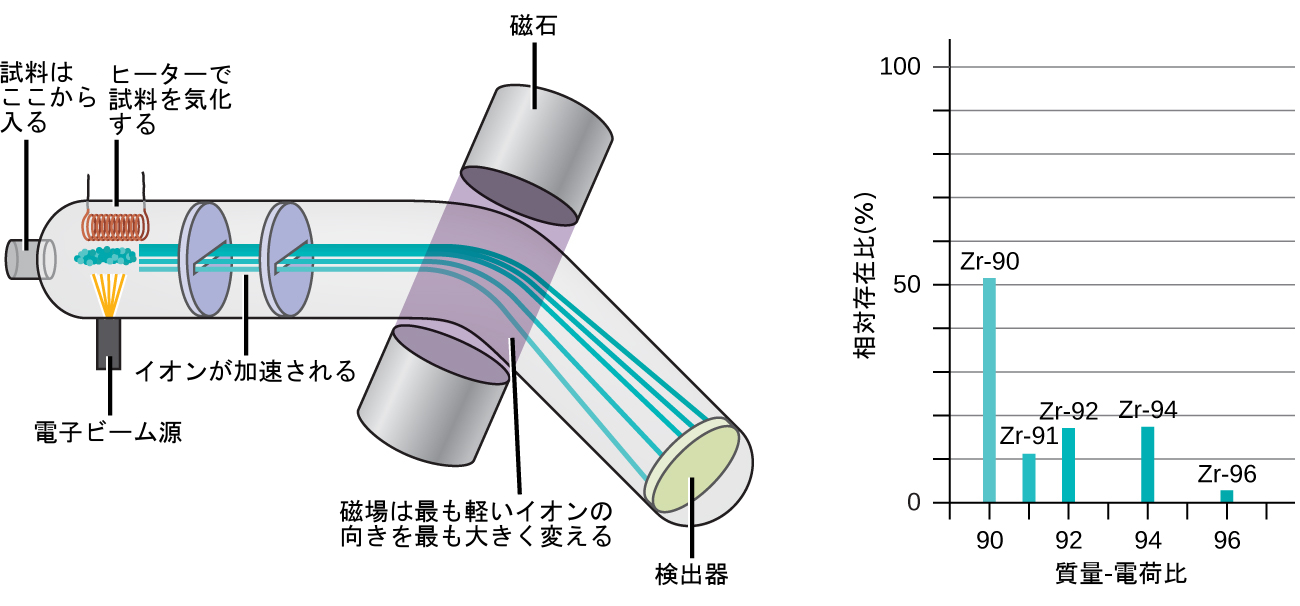 磁石
試料は
ここから
入る
ヒーターで
試料を気化
する
イオンが加速される
電子ビーム源
磁場は最も軽いイオンの
向きを最も大きく変える
検出器
相対存在比(%)
100
50
0
Zr-90
Zr-91
Zr-92
Zr-94
Zr-96
90 92 94 96
質量-電荷比